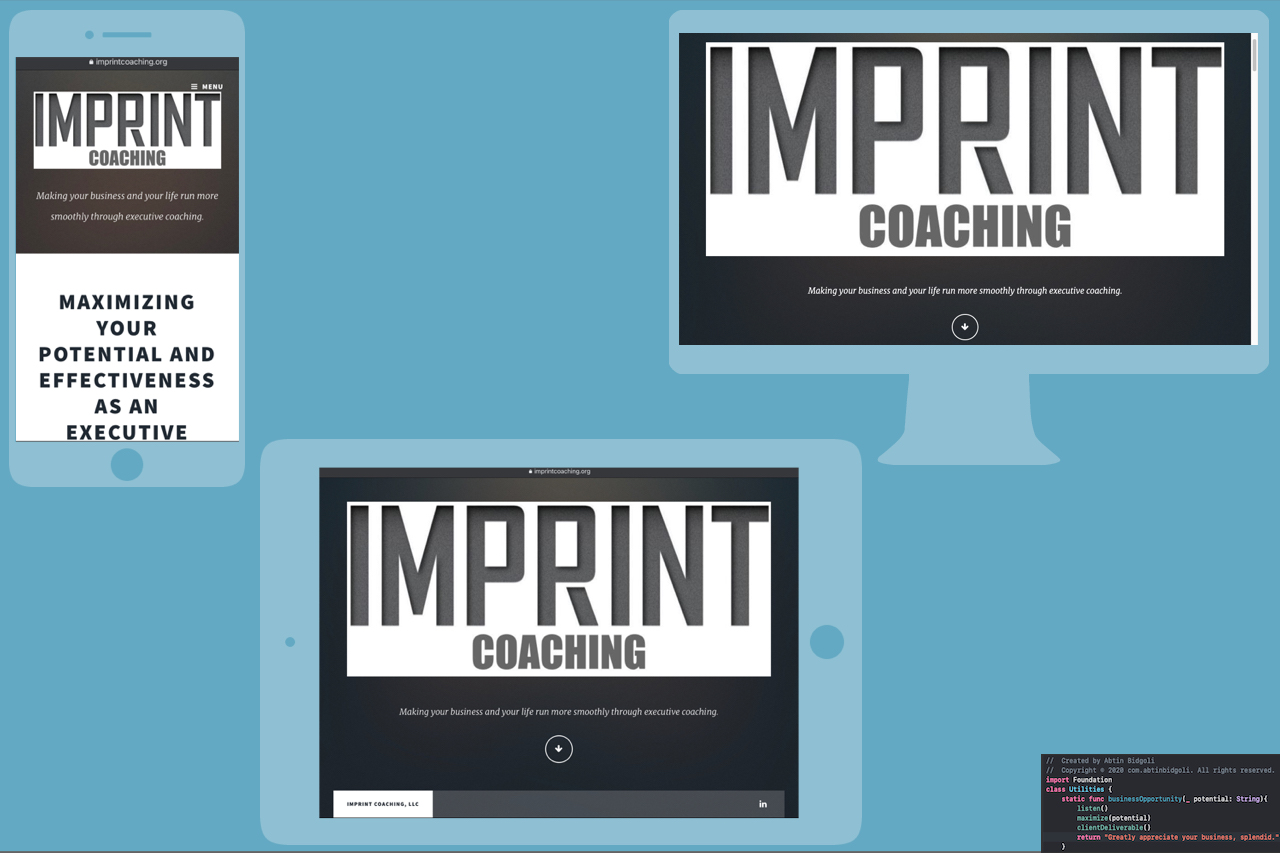 imprintcoaching.org
MENU
IMPRINT
COACHING
Making your business and your life run more
smoothly through executive coaching.
MAXIMIZING
YOUR
POTENTIAL AND
EFFECTIVENESS
AS AN
EXECUTIVE
IMPRINT
COACHING
Making your business and your life run more smoothly through executive coaching.
imprintcoaching.org
IMPRINT
COACHING
Making your business and your life run more smoothly through executive coaching.
IMPRINT COACHING, LLC
in
// Created by Abtin Bidgoli
// Copyright © 2020 com.abtinbidgoli. All rights reserved.
import Foundation
class Utilities {
static func businessOpportunity(_ potential: String){
listen()
maximize(potential)
clientDeliverable()
return "Greatly appreciate your business, splendid."
}